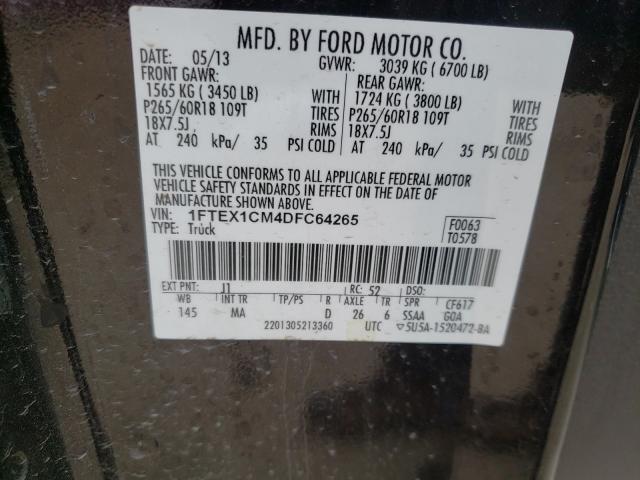 MFD. BY FORD MOTOR CO.
DATE: 05/13 GVWR: 3039 KG ( 6700 LB)
FRONT GAWR: REAR GAWR:
1565 KG ( 3450 LB) WITH 1724 KG ( 3800 LB) WITH
P265/60R18 109T TIRES P265/60R18 109T TIRES
18X7.5J RIMS 18X7.5J RIMS
AT 240 kPa/ 35 PSI COLD AT 240 kPa/ 35 PSI COLD
THIS VEHICLE CONFORMS TO ALL APPLICABLE FEDERAL MOTOR
VEHICLE SAFETY STANDARDS IN EFFECT ON THE DATE OF
MANUFACTURE SHOWN ABOVE.
VIN: 1FTEX1CM4DFC64265 F0063
TYPE: Truck T0578
EXT PNT: J1 RC: 52 DSO:
WB INT TR TP/PS R AXLE TR SPR CF617
145 MA D 26 6 SSAA GOA
2201305213360 UTC 5U5A-1520472-BA